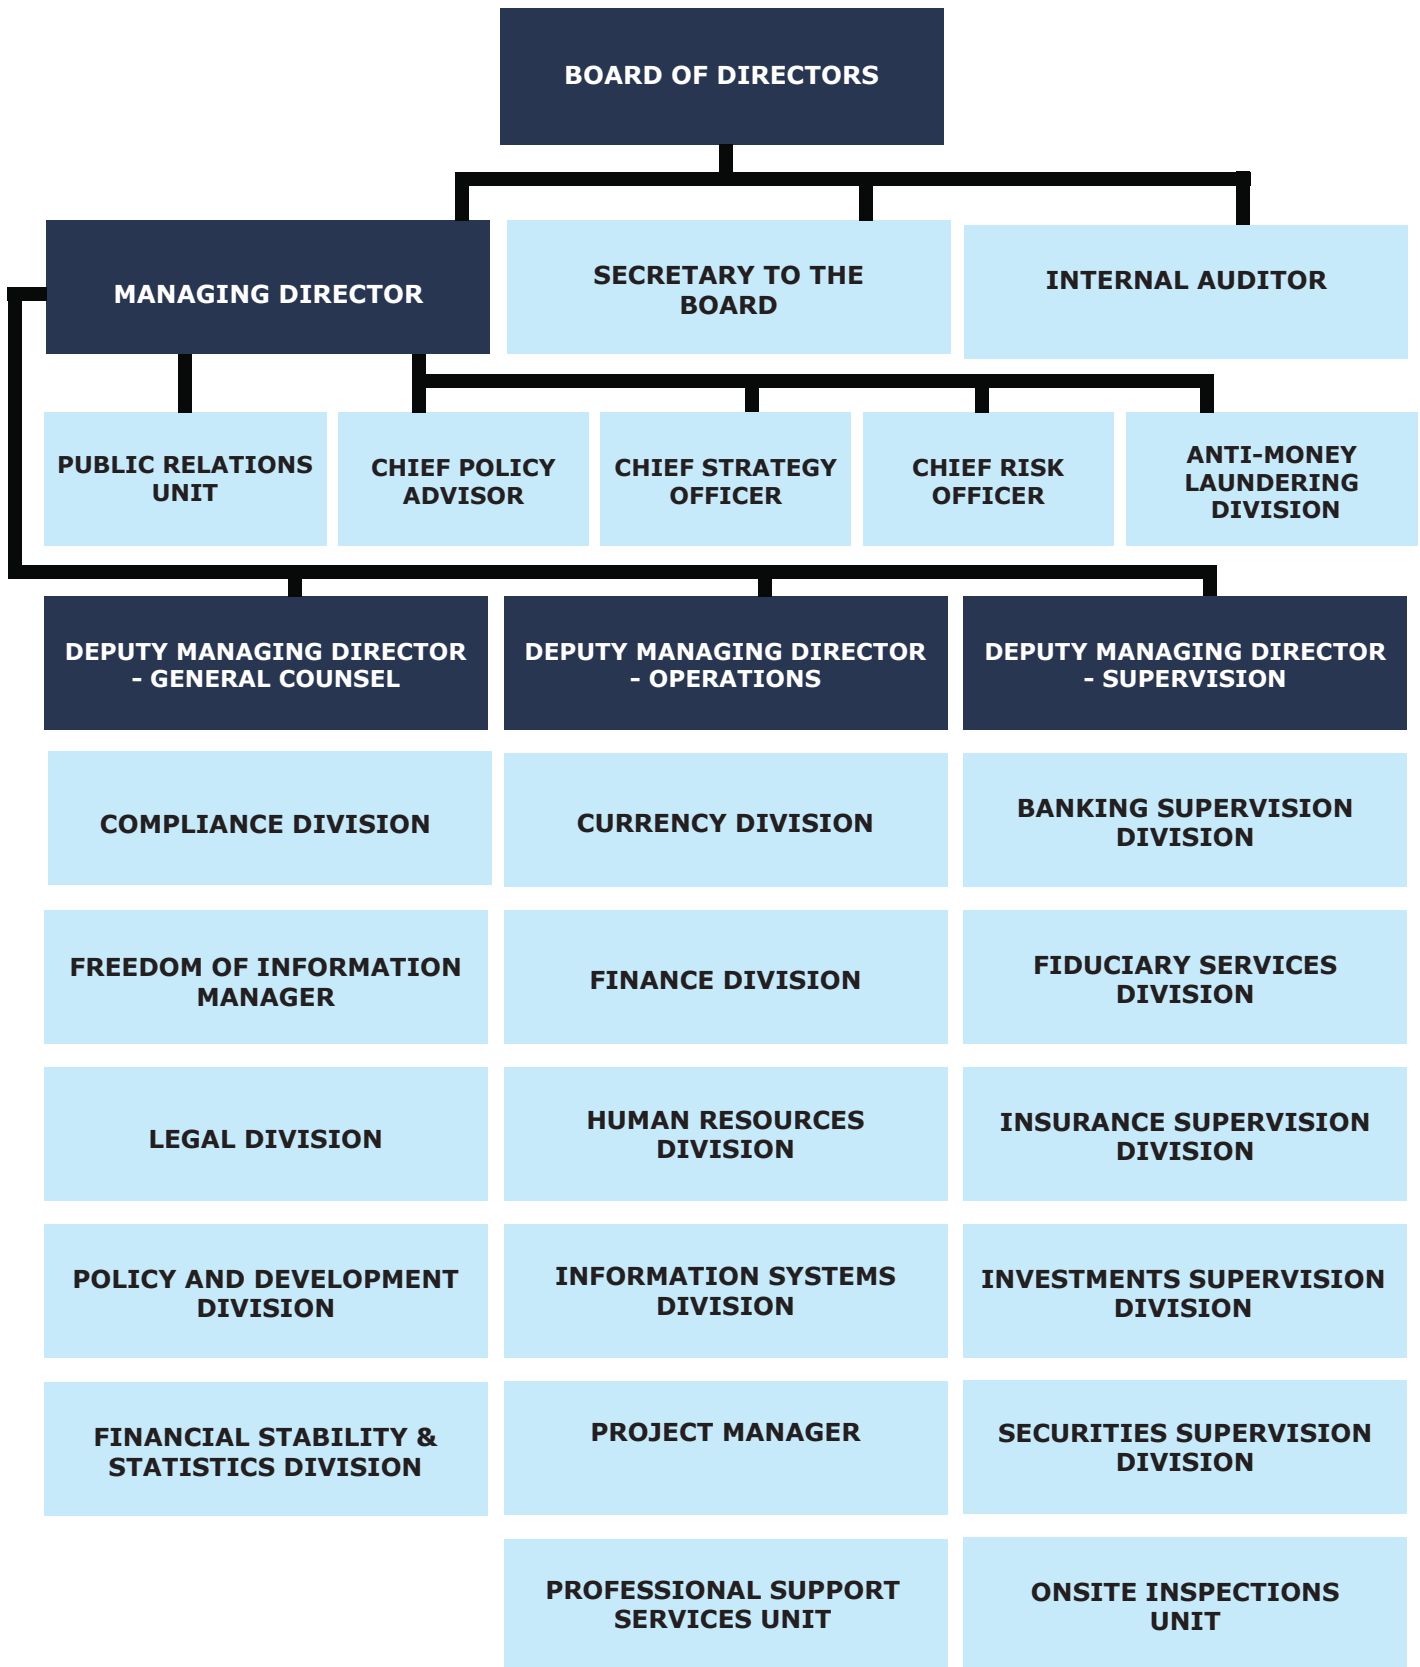 BOARD OF DIRECTORS
MANAGING DIRECTOR
SECRETARY TO THE
BOARD
INTERNAL AUDITOR
PUBLIC RELATIONS
UNIT
CHIEF POLICY
ADVISOR
CHIEF STRATEGY
OFFICER
CHIEF RISK
OFFICER
ANTI-MONEY
LAUNDERING
DIVISION
DEPUTY MANAGING DIRECTOR
– GENERAL COUNSEL
DEPUTY MANAGING DIRECTOR
– OPERATIONS
DEPUTY MANAGING DIRECTOR
– SUPERVISION
COMPLIANCE DIVISION
CURRENCY DIVISION
BANKING SUPERVISION
DIVISION
FREEDOM OF INFORMATION
MANAGER
FINANCE DIVISION
FIDUCIARY SERVICES
DIVISION
LEGAL DIVISION
HUMAN RESOURCES
DIVISION
INSURANCE SUPERVISION
DIVISION
POLICY AND DEVELOPMENT
DIVISION
INFORMATION SYSTEMS
DIVISION
INVESTMENTS SUPERVISION
DIVISION
FINANCIAL STABILITY &
STATISTICS DIVISION
PROJECT MANAGER
SECURITIES SUPERVISION
DIVISION
PROFESSIONAL SUPPORT
SERVICES UNIT
ONSITE INSPECTIONS
UNIT